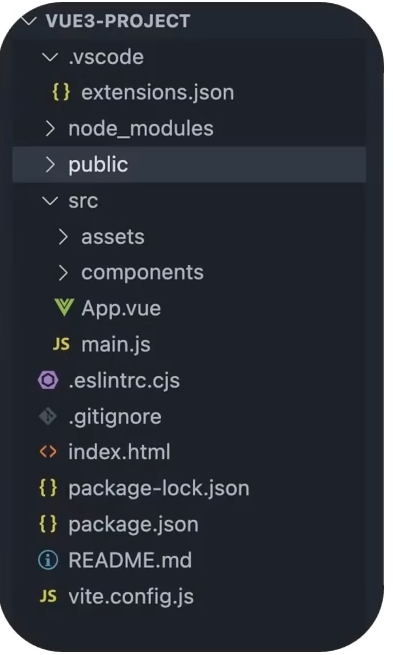 VUE3-PROJECT
.vscode
{} extensions.json
node_modules
public
src
assets
components
App.vue
JS main.js
.eslintrc.cjs
.gitignore
<> index.html
{} package-lock.json
{} package.json
README.md
JS vite.config.js